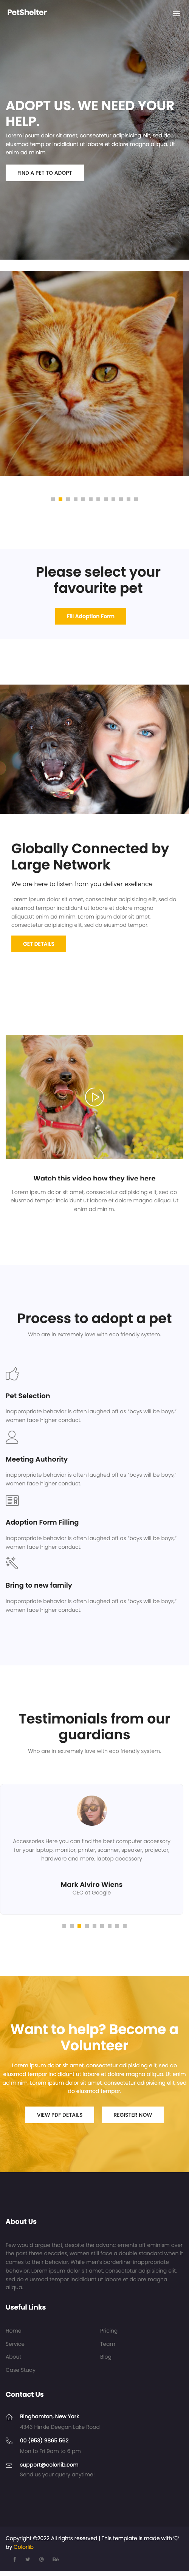 PetShelter
ADOPT US. WE NEED YOUR
HELP.
Lorem ipsum dolor sit amet, consectetur adipisicing elit, sed do
eiusmod temp or incididunt ut labore et dolore magna aliqua. Ut
enim ad minim.
FIND A PET TO ADOPT
Please select your
favourite pet
Fill Adoption Form
Globally Connected by
Large Network
We are here to listen from you deliver exellence
Lorem ipsum dolor sit amet, consectetur adipisicing elit, sed do
eiusmod tempor incididunt ut labore et dolore magna
aliqua.Ut enim ad minim. Lorem ipsum dolor sit amet,
consectetur adipisicing elit, sed do eiusmod tempor.
GET DETAILS
Watch this video how they live here
Lorem ipsum dolor sit amet, consectetur adipisicing elit, sed do
eiusmod tempor incididunt ut labore et dolore magna aliqua. Ut
enim ad minim.
Process to adopt a pet
Who are in extremely love with eco friendly system.
Pet Selection
inappropriate behavior is often laughed off as "boys will be boys,"
women face higher conduct.
Meeting Authority
inappropriate behavior is often laughed off as "boys will be boys,"
women face higher conduct.
Adoption Form Filling
inappropriate behavior is often laughed off as "boys will be boys,"
women face higher conduct.
Bring to new family
inappropriate behavior is often laughed off as "boys will be boys,"
women face higher conduct.
Testimonials from our
guardians
Who are in extremely love with eco friendly system.
Accessories Here you can find the best computer accessory
for your laptop, monitor, printer, scanner, speaker, projector,
hardware and more. laptop accessory
Mark Alviro Wiens
CEO at Google
Want to help? Become a
Volunteer
Lorem ipsum dolor sit amet, consectetur adipisicing elit, sed do
eiusmod tempor incididunt ut labore et dolore magna aliqua. Ut enim
ad minim. Lorem ipsum dolor sit amet, consectetur adipisicing elit, sed
do eiusmod tempor.
VIEW PDF DETAILS
REGISTER NOW
About Us
Few would argue that, despite the advanc ements off eminism over
the past three decades, women still face a double standard when it
comes to their behavior. While men's borderline-inappropriate
behavior. Lorem ipsum dolor sit amet, consectetur adipisicing elit,
sed do eiusmod tempor incididunt ut labore et dolore magna
aliqua.
Useful Links
Home
Service
About
Case Study
Pricing
Team
Blog
Contact Us
Binghamton, New York
4343 Hinkle Deegan Lake Road
00 (953) 9865 562
Mon to Fri 9am to 6 pm
support@colorlib.com
Send us your query anytime!
Copyright ©2022 All rights reserved | This template is made with
by Colorlib